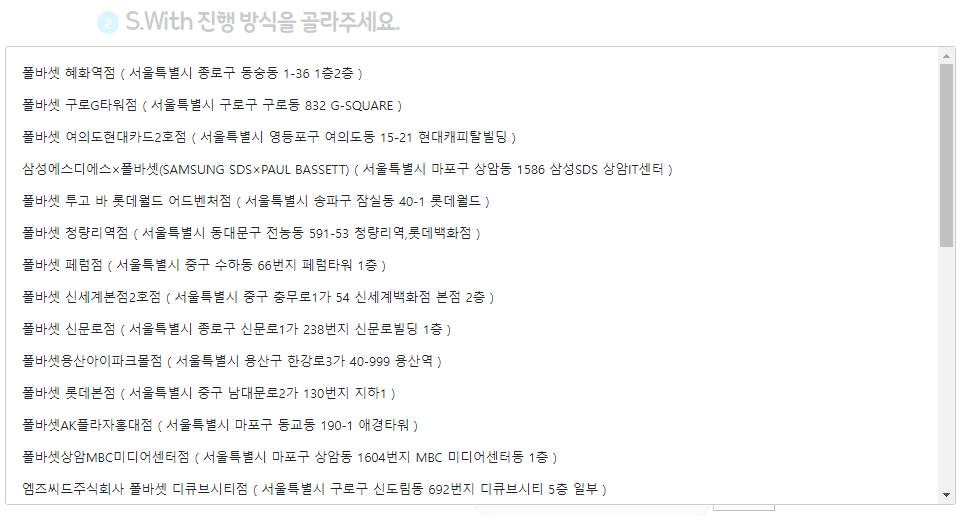 2 S.With 진행 방식을 골라주세요.
폴바셋 혜화역점 ( 서울특별시 종로구 동숭동 1-36 1층2층 )
폴바셋 구로G타워점 ( 서울특별시 구로구 구로동 832 G-SQUARE )
폴바셋 여의도현대카드2호점 ( 서울특별시 영등포구 여의도동 15-21 현대캐피탈빌딩 )
삼성에스디에스×폴바셋(SAMSUNG SDS×PAUL BASSETT) ( 서울특별시 마포구 상암동 1586 삼성SDS 상암IT센터 )
폴바셋 투고 바 롯데월드 어드벤처점 ( 서울특별시 송파구 잠실동 40-1 롯데월드 )
폴바셋 청량리역점 ( 서울특별시 동대문구 전농동 591-53 청량리역,롯데백화점 )
폴바셋 페럼점 ( 서울특별시 중구 수하동 66번지 페럼타워 1층 )
폴바셋 신세계본점2호점 ( 서울특별시 중구 충무로1가 54 신세계백화점 본점 2층 )
폴바셋 신문로점 ( 서울특별시 종로구 신문로1가 238번지 신문로빌딩 1층 )
폴바셋용산아이파크몰점 ( 서울특별시 용산구 한강로3가 40-999 용산역 )
폴바셋 롯데본점 ( 서울특별시 중구 남대문로2가 130번지 지하1 )
폴바셋AK플라자홍대점 ( 서울특별시 마포구 동교동 190-1 애경타워 )
폴바셋상암MBC미디어센터점 ( 서울특별시 마포구 상암동 1604번지 MBC 미디어센터동 1층 )
엠즈씨드주식회사 폴바셋 디큐브시티점 ( 서울특별시 구로구 신도림동 692번지 디큐브시티 5층 일부 )